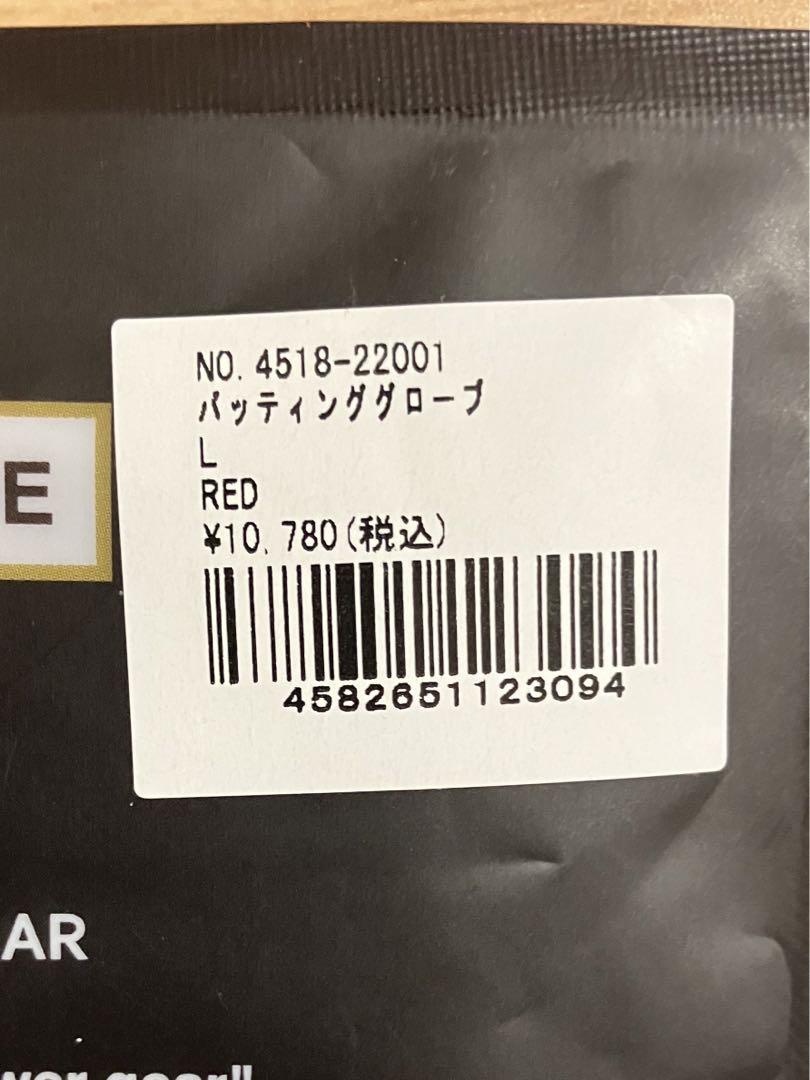 NO. 4518-22001
バッティンググローブ
L
RED
¥10,780(税込)
4582651123094
E
AR
gear"